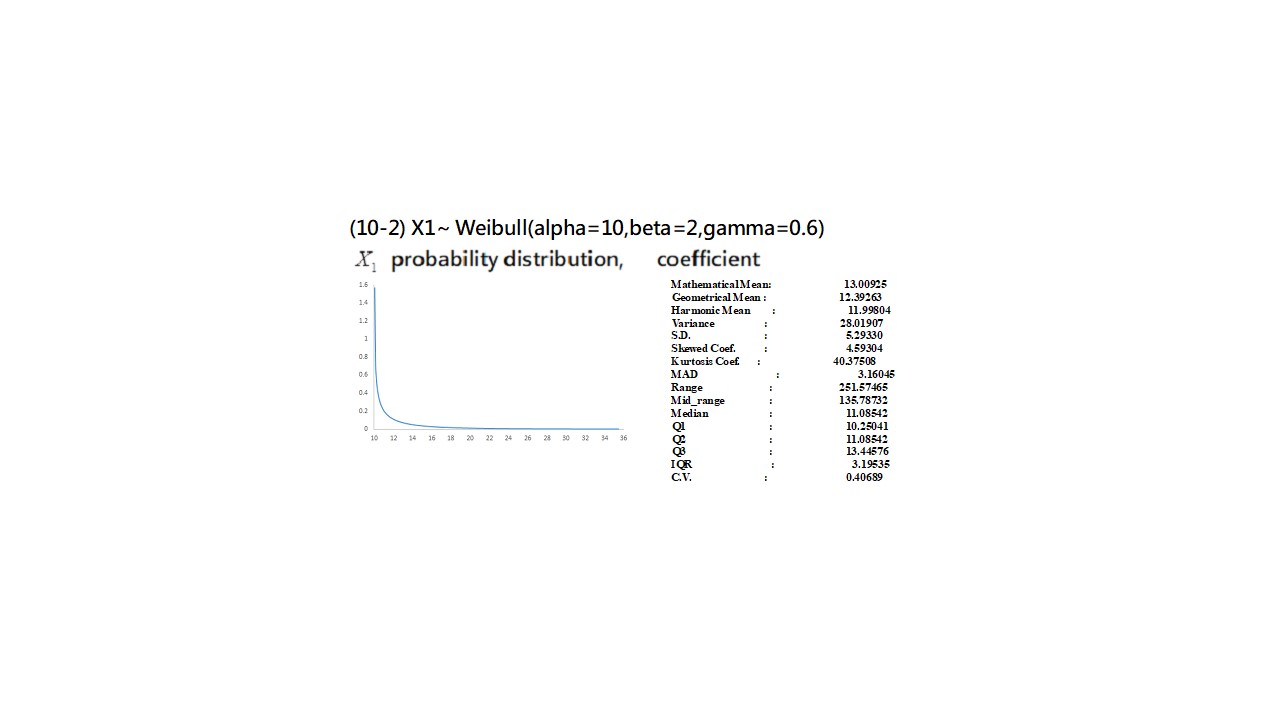 (10-2) X1~ Weibull(alpha=10,beta=2,gamma=0.6)
X₁ probability distribution, coefficient
1.6
1.4
1.2
1
0.8
0.6
0.4
0.2
0
10 12 14 16 18 20 22 24 26 28 30 32 34 36
Mathematical Mean: 13.00925
Geometrical Mean : 12.39263
Harmonic Mean : 11.99804
Variance : 28.01907
S.D. : 5.29330
Skewed Coef. : 4.59304
Kurtosis Coef. : 40.37508
MAD : 3.16045
Range : 251.57465
Mid_range : 135.78732
Median : 11.08542
Q1 : 10.25041
Q2 : 11.08542
Q3 : 13.44576
IQR : 3.19535
C.V. : 0.40689